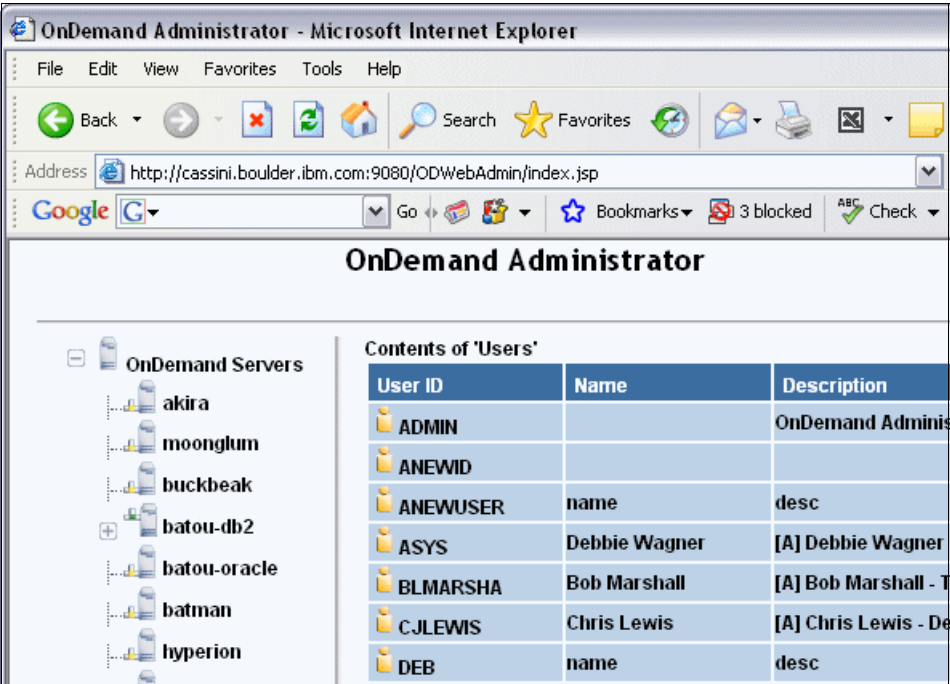 OnDemand Administrator - Microsoft Internet Explorer
File Edit View Favorites Tools Help
Back Search Favorites
Address http://cassini.boulder.ibm.com:9080/ODWebAdmin/index.jsp
Google G Go Bookmarks 3 blocked ABC Check
OnDemand Administrator
OnDemand Servers
akira
moonglum
buckbeak
batou-db2
batou-oracle
batman
hyperion
Contents of 'Users'
User ID Name Description
ADMIN OnDemand Adminis
ANEWID
ANEWUSER name desc
ASYS Debbie Wagner [A] Debbie Wagner
BLMARSHA Bob Marshall [A] Bob Marshall - T
CJLEWIS Chris Lewis [A] Chris Lewis - De
DEB name desc